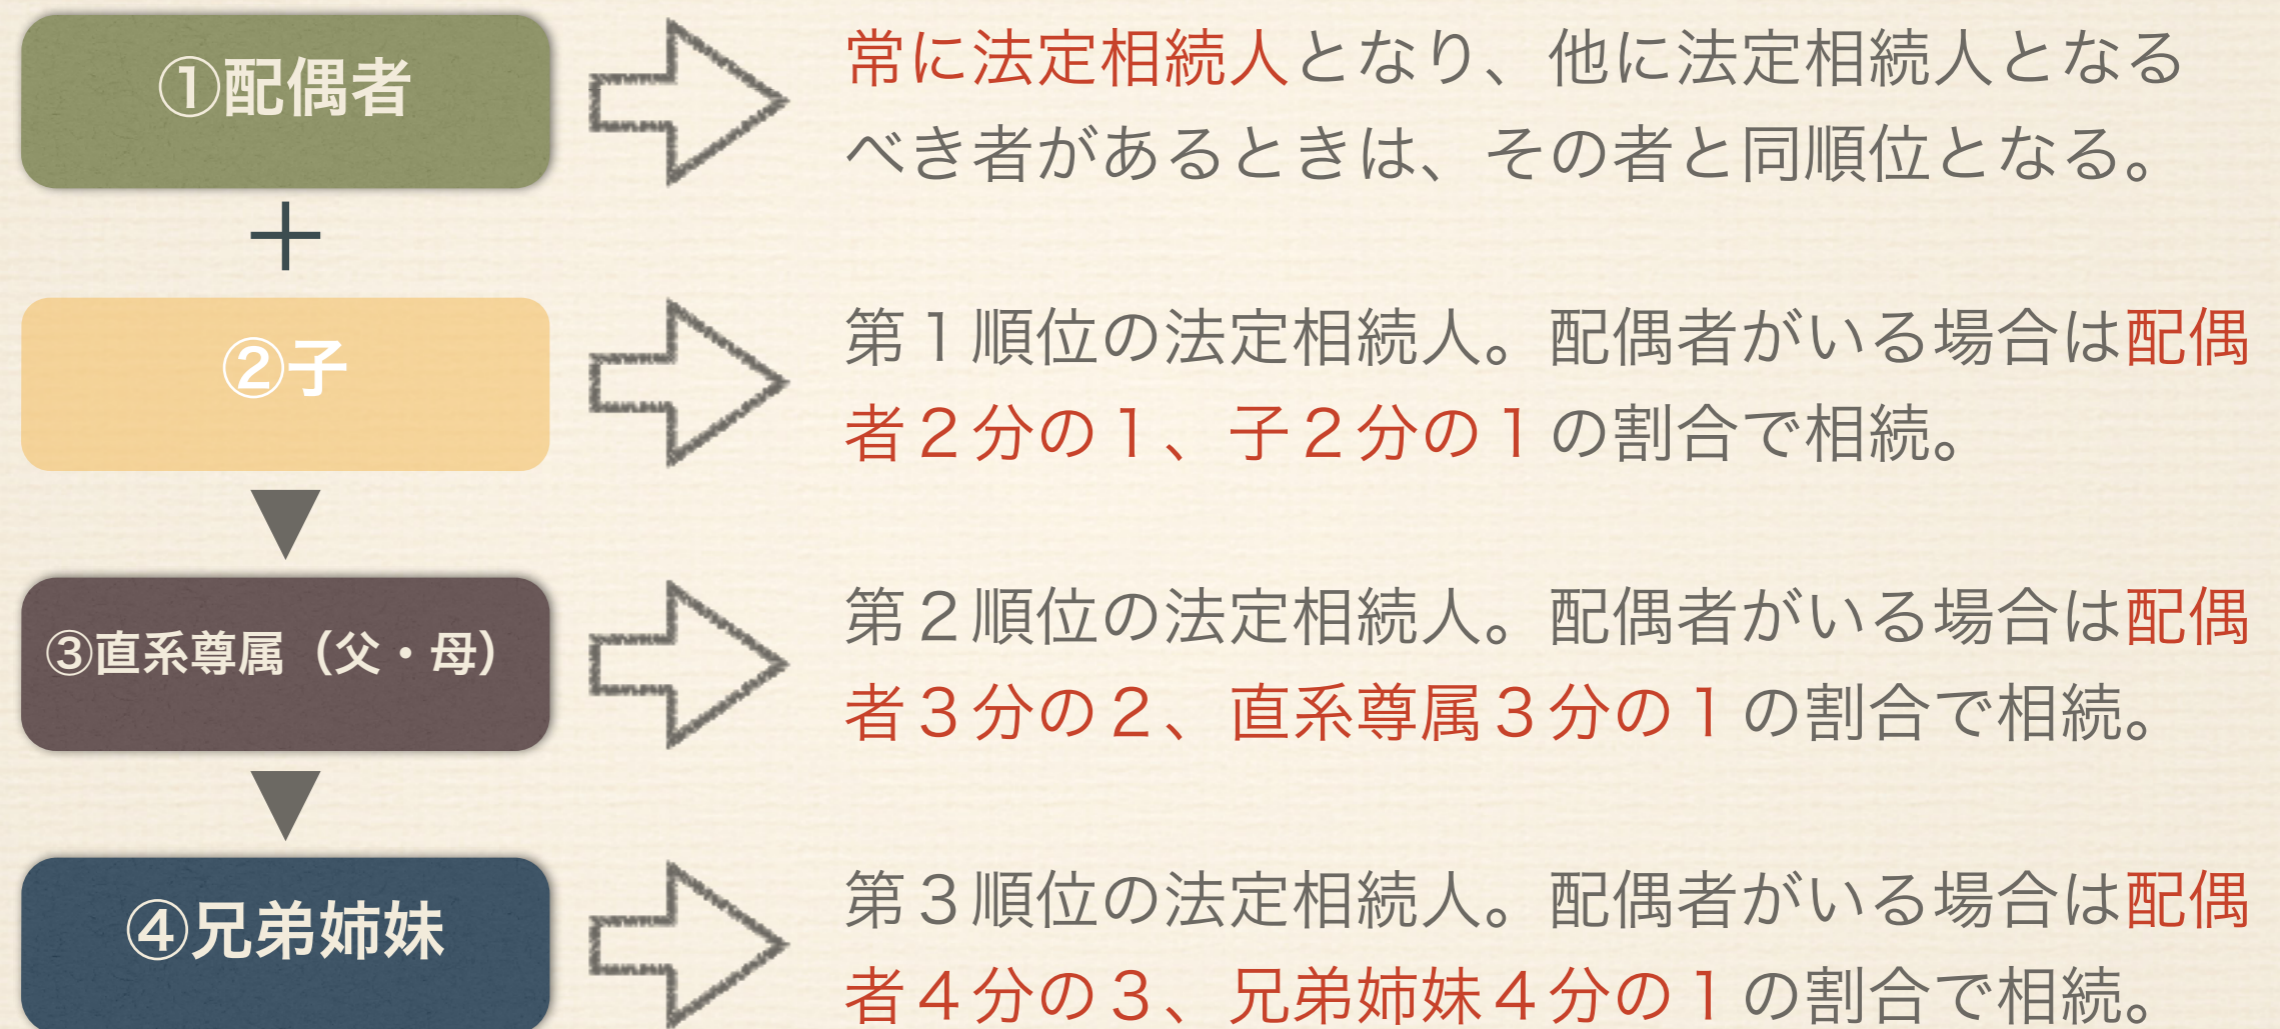 ①配偶者
常に法定相続人となり、他に法定相続人となる
べき者があるときは、その者と同順位となる。
＋
②子
第１順位の法定相続人。配偶者がいる場合は配偶
者２分の１、子２分の１の割合で相続。
③直系尊属（父・母）
第２順位の法定相続人。配偶者がいる場合は配偶
者３分の２、直系尊属３分の１の割合で相続。
④兄弟姉妹
第３順位の法定相続人。配偶者がいる場合は配偶
者４分の３、兄弟姉妹４分の１の割合で相続。